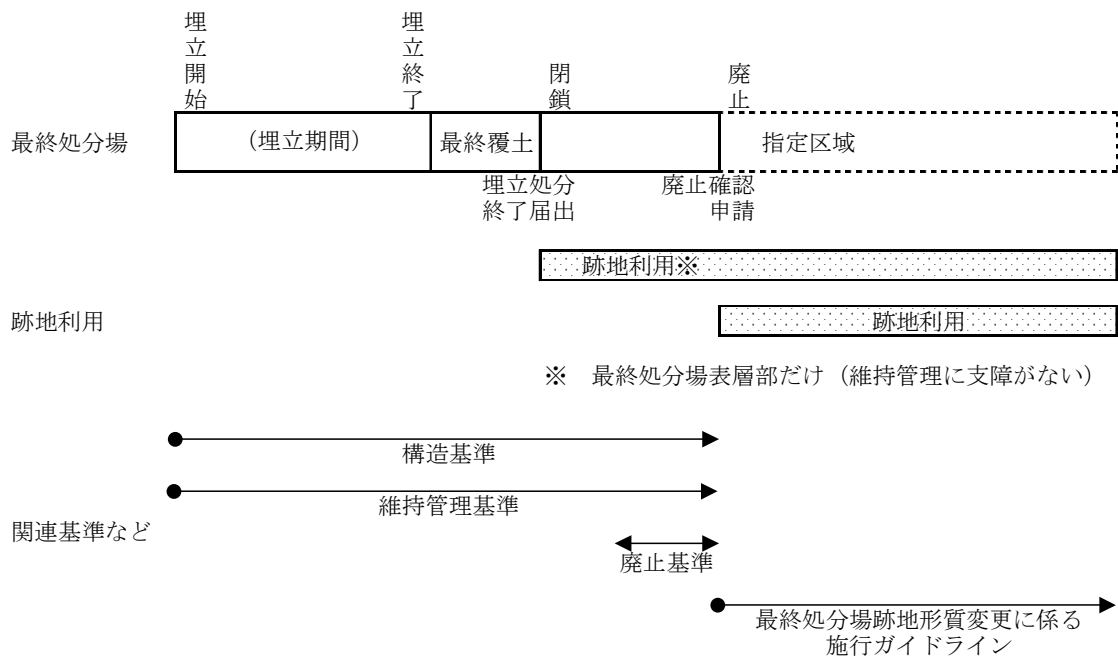 埋立開始
埋立終了
閉鎖
廃止
最終処分場
(埋立期間)
最終覆土
指定区域
埋立処分
終了届出
廃止確認
申請
跡地利用※
跡地利用
跡地利用
※ 最終処分場表層部だけ（維持管理に支障がない）
構造基準
維持管理基準
関連基準など
廃止基準
最終処分場跡地形質変更に係る
施行ガイドライン